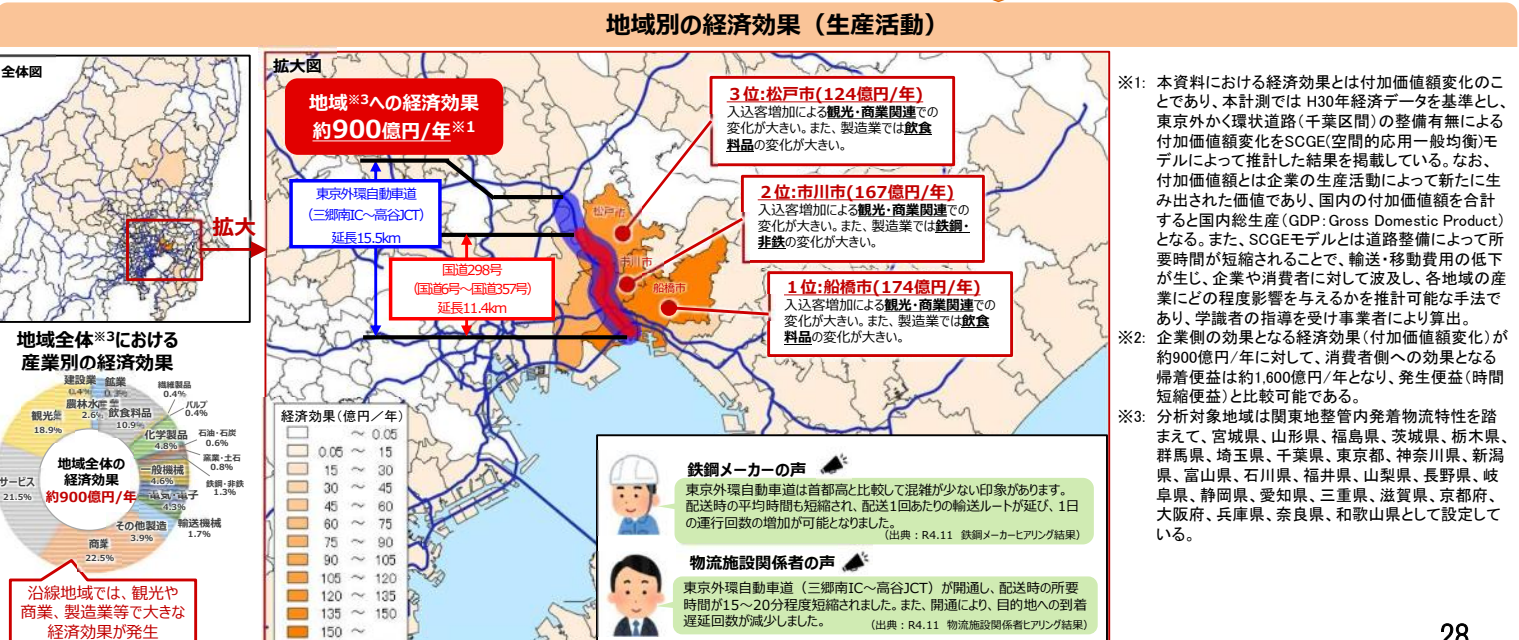 地域別の経済効果（生産活動）
全体図
拡大
拡大図
地域※3への経済効果
約900億円/年※1
東京外環自動車道
（三郷南IC～高谷JCT）
延長15.5km
国道298号
（国道6号～国道357号）
延長11.4km
松戸市
市川市
船橋市
3位:松戸市(124億円/年)
入込客増加による観光・商業関連での
変化が大きい。また、製造業では飲食
料品の変化が大きい。
2位:市川市(167億円/年)
入込客増加による観光・商業関連での
変化が大きい。また、製造業では鉄鋼・
非鉄の変化が大きい。
1位:船橋市(174億円/年)
入込客増加による観光・商業関連での
変化が大きい。また、製造業では飲食
料品の変化が大きい。
地域全体※3における
産業別の経済効果
建設業
0.4%
鉱業
農林水産業
2.6%
飲食料品
10.9%
繊維製品
0.4%
パルプ
0.4%
化学製品
4.8%
石油・石炭
0.6%
窯業・土石
0.8%
一般機械
4.6%
鉄鋼・非鉄
1.3%
電気・電子
4.3%
輸送機械
1.7%
その他製造
3.9%
商業
22.5%
サービス
21.5%
観光業
18.9%
地域全体の
経済効果
約900億円/年
沿線地域では、観光や
商業、製造業等で大きな
経済効果が発生
経済効果(億円／年)
～ 0.05
0.05 ～ 15
15 ～ 30
30 ～ 45
45 ～ 60
60 ～ 75
75 ～ 90
90 ～ 105
105 ～ 120
120 ～ 135
135 ～ 150
150 ～
鉄鋼メーカーの声
東京外環自動車道は首都高と比較して混雑が少ない印象があります。
配送時の平均時間も短縮され、配送1回あたりの輸送ルートが延び、1日
の運行回数の増加が可能となりました。
（出典：R4.11 鉄鋼メーカーヒアリング結果）
物流施設関係者の声
東京外環自動車道（三郷南IC～高谷JCT）が開通し、配送時の所要
時間が15～20分程度短縮されました。また、開通により、目的地への到着
遅延回数が減少しました。
（出典：R4.11 物流施設関係者ヒアリング結果）
※1: 本資料における経済効果とは付加価値額変化のこ
とであり、本計測では H30年経済データを基準とし、
東京外かく環状道路（千葉区間）の整備有無による
付加価値額変化をSCGE(空間的応用一般均衡)モ
デルによって推計した結果を掲載している。なお、
付加価値額とは企業の生産活動によって新たに生
み出された価値であり、国内の付加価値額を合計
すると国内総生産（GDP：Gross Domestic Product）
となる。また、SCGEモデルとは道路整備によって所
要時間が短縮されることで、輸送・移動費用の低下
が生じ、企業や消費者に対して波及し、各地域の産
業にどの程度影響を与えるかを推計可能な手法で
あり、学識者の指導を受け事業者により算出。
※2: 企業側の効果となる経済効果（付加価値額変化）が
約900億円/年に対して、消費者側への効果となる
帰着便益は約1,600億円/年となり、発生便益（時間
短縮便益）と比較可能である。
※3: 分析対象地域は関東地整管内発着物流特性を踏
まえて、宮城県、山形県、福島県、茨城県、栃木県、
群馬県、埼玉県、千葉県、東京都、神奈川県、新潟
県、富山県、石川県、福井県、山梨県、長野県、岐
阜県、静岡県、愛知県、三重県、滋賀県、京都府、
大阪府、兵庫県、奈良県、和歌山県として設定して
いる。
28